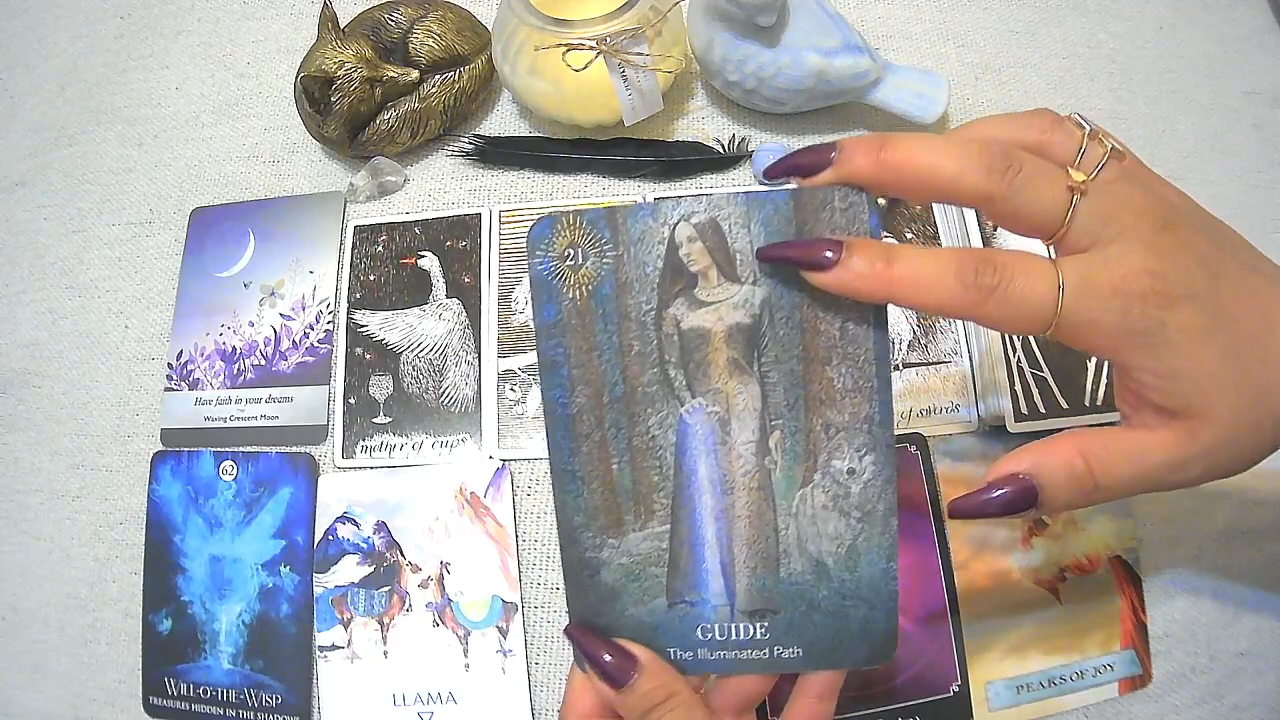 21
Have faith in your dreams
Waxing Crescent Moon
mother of cups
of swords
62
WILL-O'-THE-WISP
TREASURES HIDDEN IN THE SHADOWS
LLAMA
GUIDE
The Illuminated Path
PEAKS OF JOY